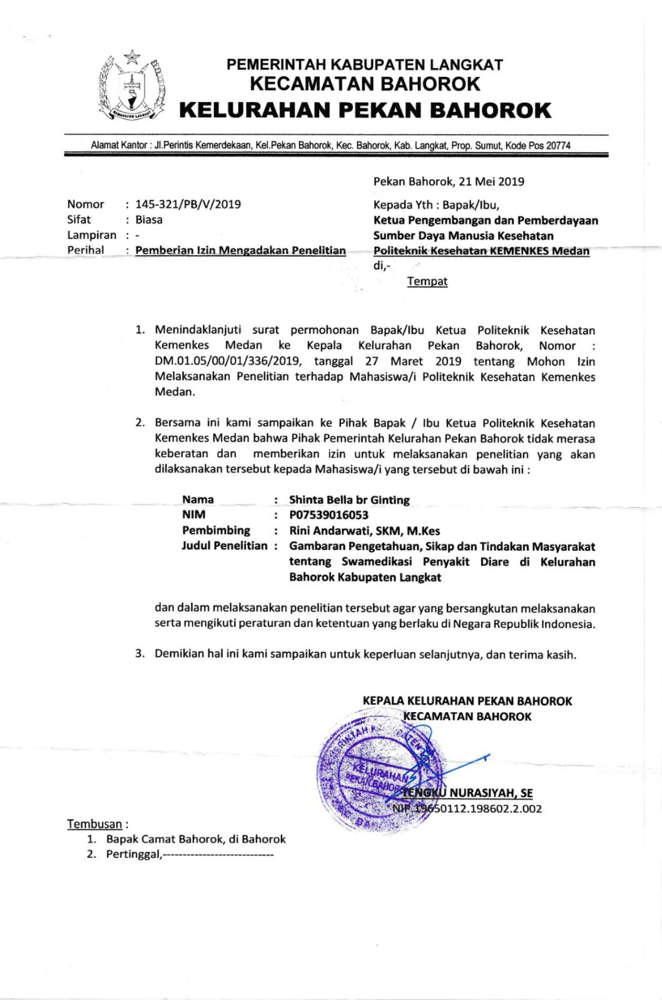 PEMERINTAH KABUPATEN LANGKAT
KECAMATAN BAHOROK
KELURAHAN PEKAN BAHOROK
KABUPATEN LANGKAT
Alamat Kantor : Jl.Perintis Kemerdekaan, Kel.Pekan Bahorok, Kec. Bahorok, Kab. Langkat, Prop. Sumut, Kode Pos 20774
Pekan Bahorok, 21 Mei 2019
Nomor : 145-321/PB/V/2019
Sifat : Biasa
Lampiran : -
Perihal : Pemberian Izin Mengadakan Penelitian
Kepada Yth : Bapak/Ibu,
Ketua Pengembangan dan Pemberdayaan
Sumber Daya Manusia Kesehatan
Politeknik Kesehatan KEMENKES Medan
di,-
Tempat
1. Menindaklanjuti surat permohonan Bapak/Ibu Ketua Politeknik Kesehatan
Kemenkes Medan ke Kepala Kelurahan Pekan Bahorok, Nomor :
DM.01.05/00/01/336/2019, tanggal 27 Maret 2019 tentang Mohon Izin
Melaksanakan Penelitian terhadap Mahasiswa/i Politeknik Kesehatan Kemenkes
Medan.
2. Bersama ini kami sampaikan ke Pihak Bapak / Ibu Ketua Politeknik Kesehatan
Kemenkes Medan bahwa Pihak Pemerintah Kelurahan Pekan Bahorok tidak merasa
keberatan dan memberikan izin untuk melaksanakan penelitian yang akan
dilaksanakan tersebut kepada Mahasiswa/i yang tersebut di bawah ini :
Nama : Shinta Bella br Ginting
NIM : P07539016053
Pembimbing : Rini Andarwati, SKM, M.Kes
Judul Penelitian : Gambaran Pengetahuan, Sikap dan Tindakan Masyarakat
tentang Swamedikasi Penyakit Diare di Kelurahan
Bahorok Kabupaten Langkat
dan dalam melaksanakan penelitian tersebut agar yang bersangkutan melaksanakan
serta mengikuti peraturan dan ketentuan yang berlaku di Negara Republik Indonesia.
3. Demikian hal ini kami sampaikan untuk keperluan selanjutnya, dan terima kasih.
KEPALA KELURAHAN PEKAN BAHOROK
KECAMATAN BAHOROK
KELURAHAN
PEKAN BAHOROK
TENGKU NURASIYAH, SE
NIP.19650112.198602.2.002
Tembusan :
1. Bapak Camat Bahorok, di Bahorok
2. Pertinggal,----------------------------